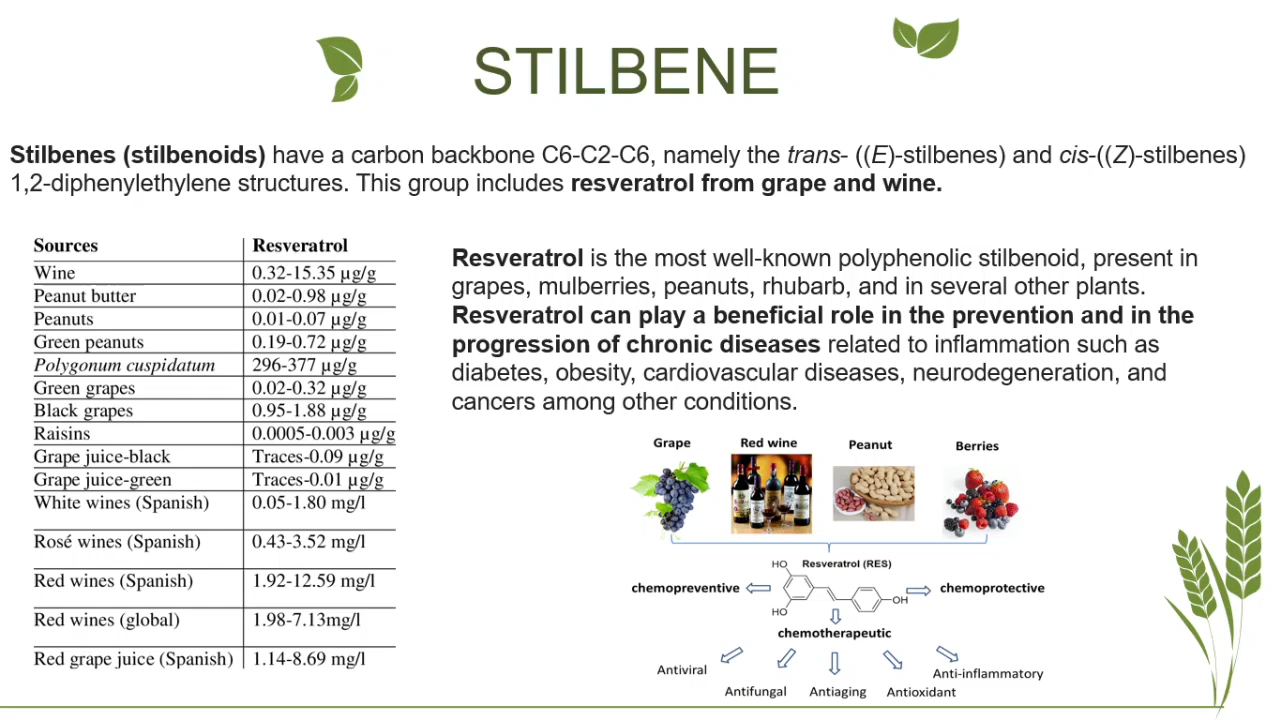 STILBENE
Stilbenes (stilbenoids) have a carbon backbone C6-C2-C6, namely the trans- ((E)-stilbenes) and cis-((Z)-stilbenes)
1,2-diphenylethylene structures. This group includes resveratrol from grape and wine.
Sources Resveratrol
Wine 0.32-15.35 µg/g
Peanut butter 0.02-0.98 µg/g
Peanuts 0.01-0.07 µg/g
Green peanuts 0.19-0.72 µg/g
Polygonum cuspidatum 296-377 µg/g
Green grapes 0.02-0.32 µg/g
Black grapes 0.95-1.88 µg/g
Raisins 0.0005-0.003 µg/g
Grape juice-black Traces-0.09 µg/g
Grape juice-green Traces-0.01 µg/g
White wines (Spanish) 0.05-1.80 mg/l
Rosé wines (Spanish) 0.43-3.52 mg/l
Red wines (Spanish) 1.92-12.59 mg/l
Red wines (global) 1.98-7.13mg/l
Red grape juice (Spanish) 1.14-8.69 mg/l
Resveratrol is the most well-known polyphenolic stilbenoid, present in
grapes, mulberries, peanuts, rhubarb, and in several other plants.
Resveratrol can play a beneficial role in the prevention and in the
progression of chronic diseases related to inflammation such as
diabetes, obesity, cardiovascular diseases, neurodegeneration, and
cancers among other conditions.
Grape Red wine Peanut Berries
Resveratrol (RES)
HO
HO
OH
chemopreventive
chemoprotective
chemotherapeutic
Antiviral
Antifungal
Antiaging
Antioxidant
Anti-inflammatory